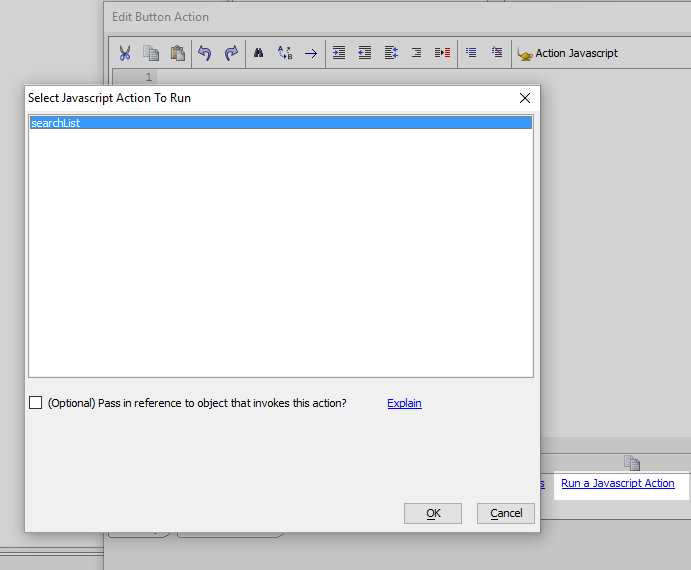 Edit Button Action
A
B
Action Javascript
1
Select Javascript Action To Run
searchList
(Optional) Pass in reference to object that invokes this action?
Explain
s
Run a Javascript Action
OK
Cancel